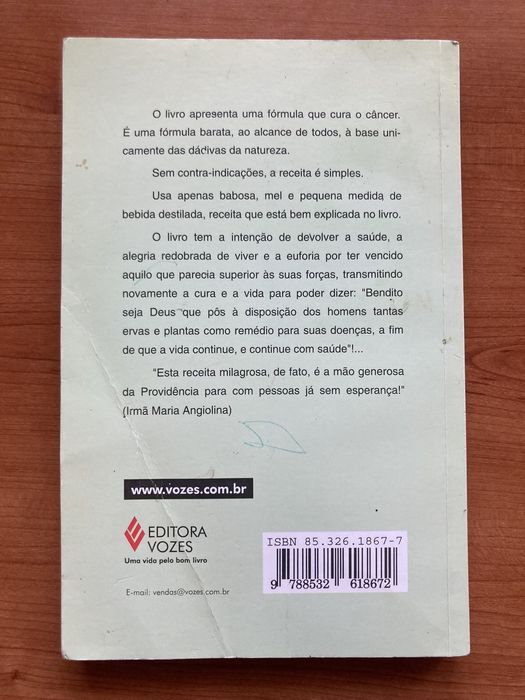 O livro apresenta uma fórmula que cura o câncer.
É uma fórmula barata, ao alcance de todos, à base uni-
camente das dádivas da natureza.
Sem contra-indicações, a receita é simples.
Usa apenas babosa, mel e pequena medida de
bebida destilada, receita que está bem explicada no livro.
O livro tem a intenção de devolver a saúde, a
alegria redobrada de viver e a euforia por ter vencido
aquilo que parecia superior às suas forças, transmitindo
novamente a cura e a vida para poder dizer: "Bendito
seja Deus que pôs à disposição dos homens tantas
ervas e plantas como remédio para suas doenças, a fim
de que a vida continue, e continue com saúde"!...
"Esta receita milagrosa, de fato, é a mão generosa
da Providência para com pessoas já sem esperança!"
(Irmã Maria Angiolina)
www.vozes.com.br
EDITORA
VOZES
Uma vida pelo bom livro
E-mail: vendas@vozes.com.br
ISBN 85.326.1867-7
9 788532 618672